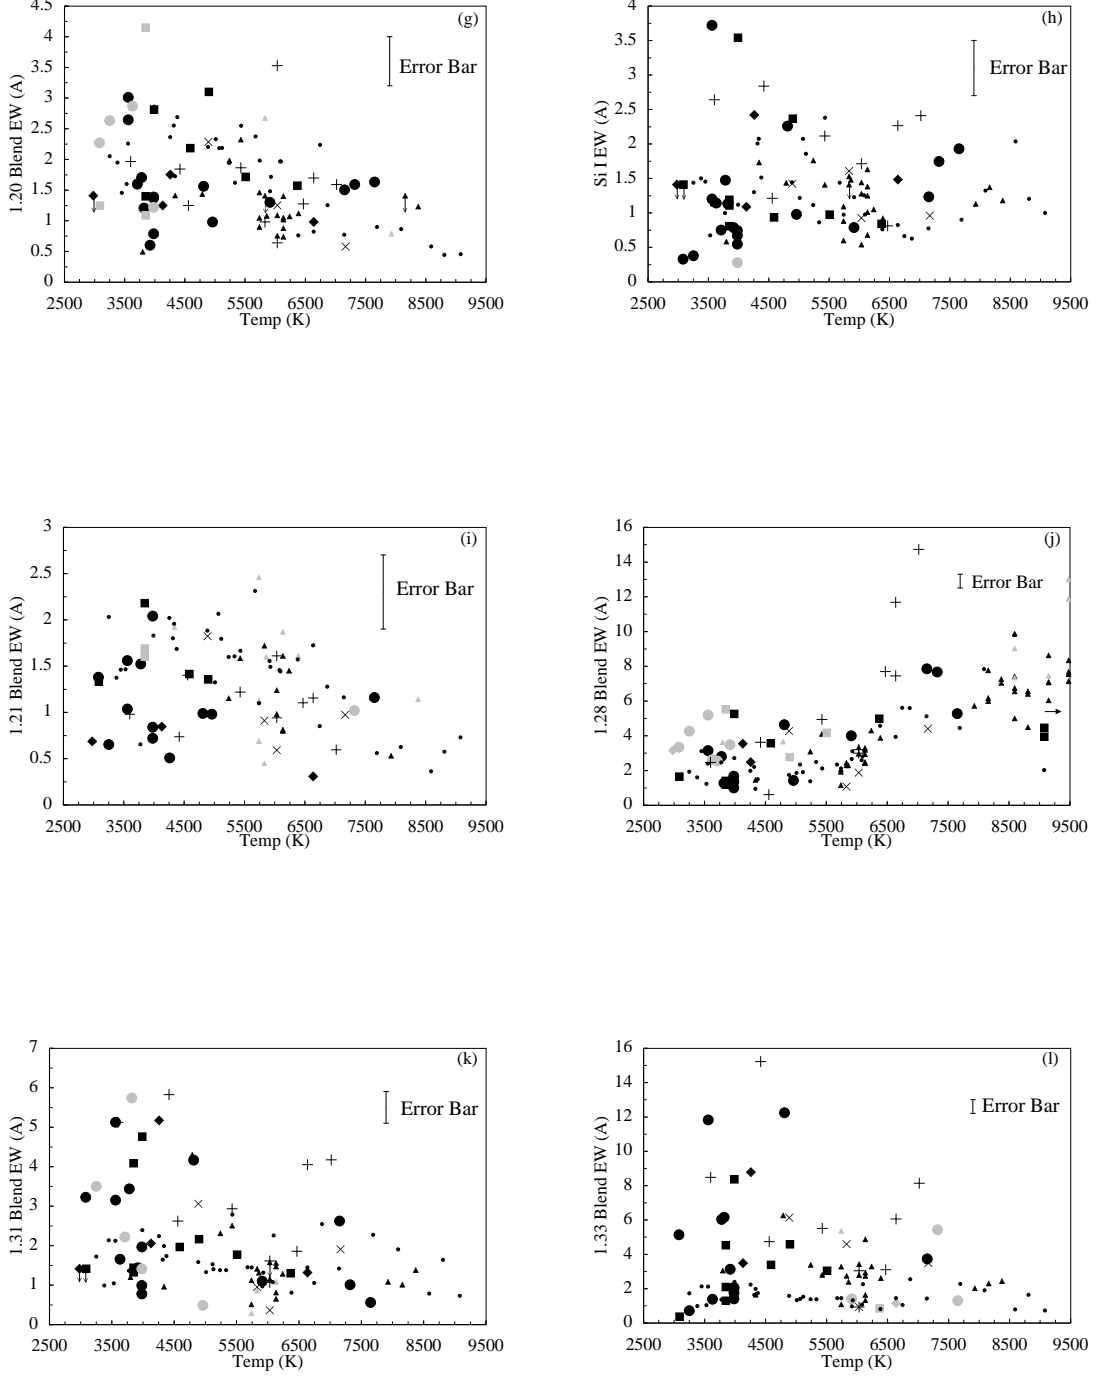 4.5
4
3.5
3
2.5
2
1.5
1
0.5
0
1.20 Blend EW (A)
(g)
Error Bar
2500 3500 4500 5500 6500 7500 8500 9500
Temp (K)
4
3.5
3
2.5
2
1.5
1
0.5
0
Si I EW (A)
(h)
Error Bar
2500 3500 4500 5500 6500 7500 8500 9500
Temp (K)
3
2.5
2
1.5
1
0.5
0
1.21 Blend EW (A)
(i)
Error Bar
2500 3500 4500 5500 6500 7500 8500 9500
Temp (K)
16
14
12
10
8
6
4
2
0
1.28 Blend EW (A)
(j)
Error Bar
2500 3500 4500 5500 6500 7500 8500 9500
Temp (K)
7
6
5
4
3
2
1
0
1.31 Blend EW (A)
(k)
Error Bar
2500 3500 4500 5500 6500 7500 8500 9500
Temp (K)
16
14
12
10
8
6
4
2
0
1.33 Blend EW (A)
(l)
Error Bar
2500 3500 4500 5500 6500 7500 8500 9500
Temp (K)